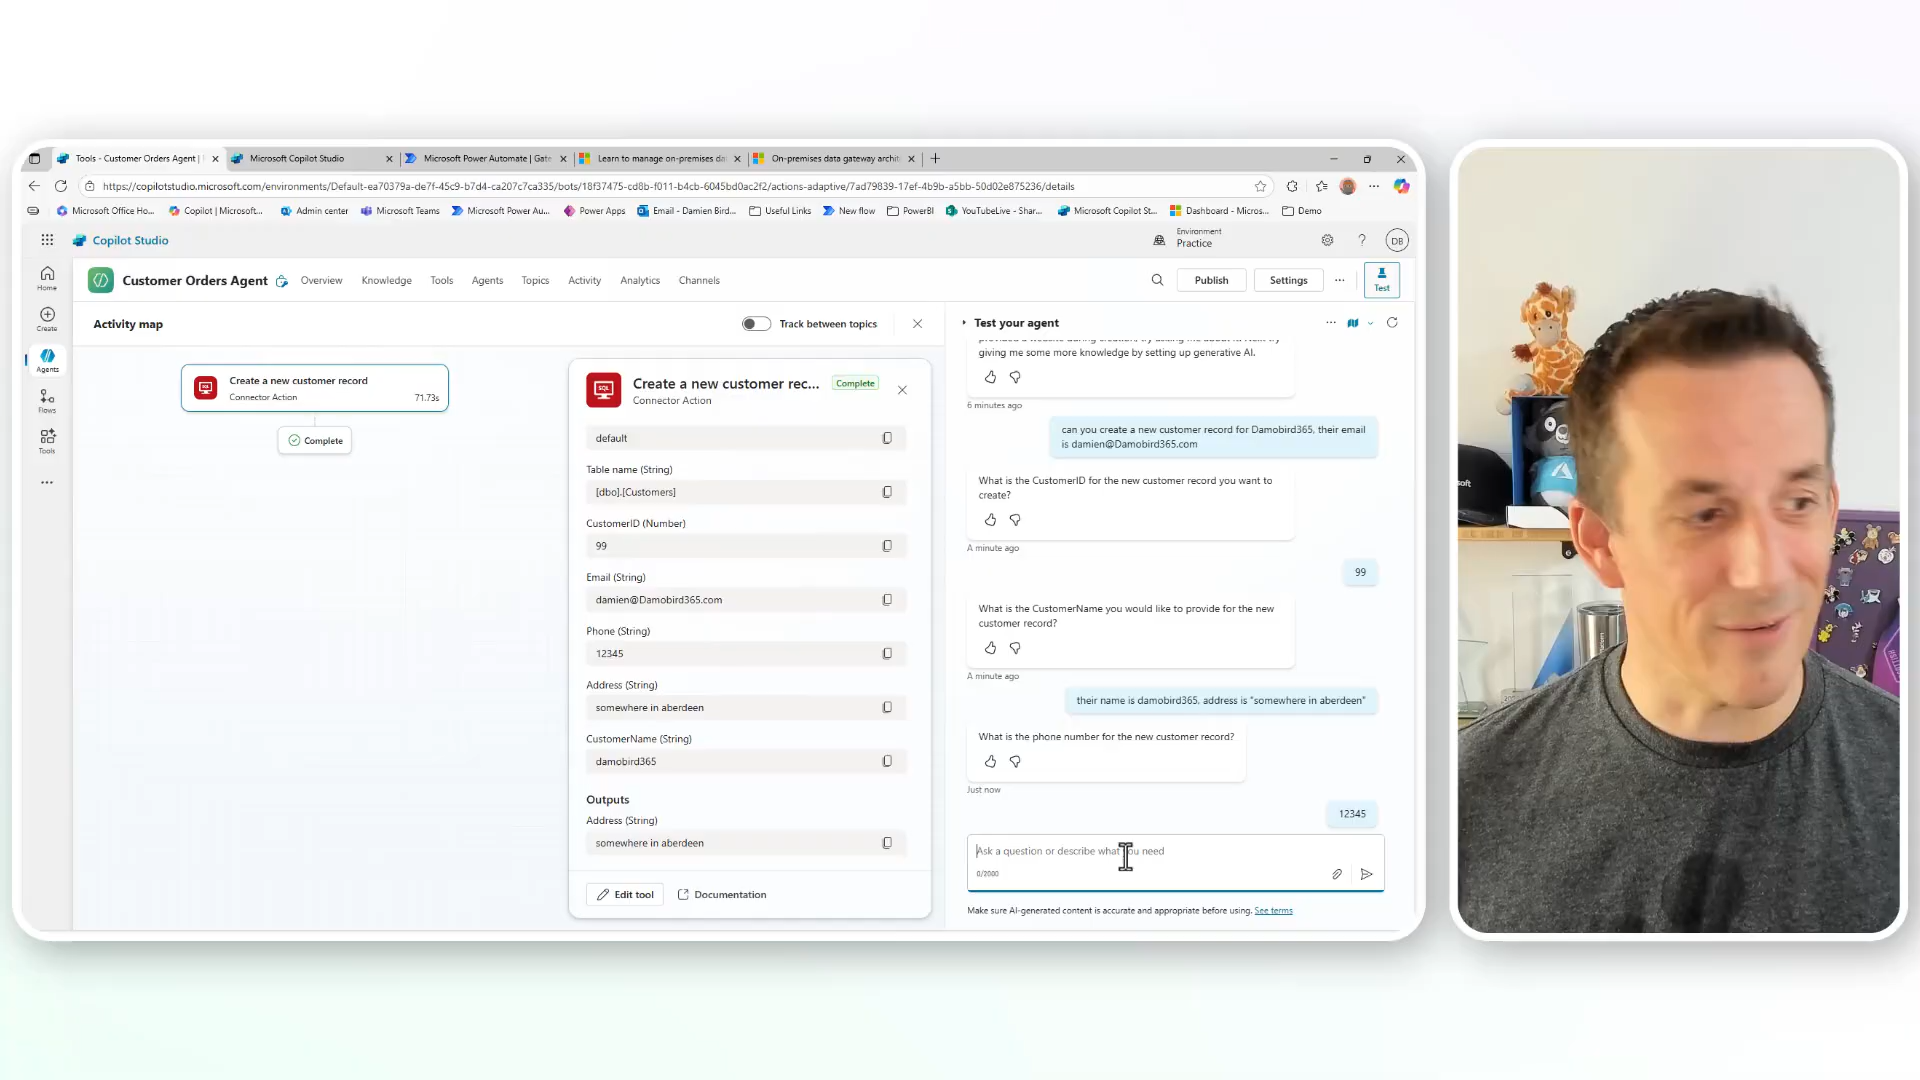 Tools - Customer Orders Agent |
Microsoft Copilot Studio
Microsoft Power Automate | Gate
Learn to manage on-premises da
On-premises data gateway archit
https://copilotstudio.microsoft.com/environments/Default-ea70379a-de7f-45c9-b7d4-ca207c7ca335/bots/18f37475-cd8b-f011-b4cb-6045bd0ac2f2/actions-adaptive/7ad79839-17ef-4b9b-a5bb-50d02e875236/details
Microsoft Office Ho...
Copilot | Microsoft...
Admin center
Microsoft Teams
Microsoft Power Au...
Power Apps
Email - Damien Bird...
Useful Links
New flow
PowerBI
YouTubeLive - Shar...
Microsoft Copilot St...
Dashboard - Micros...
Demo
Copilot Studio
Environment
Practice
DB
Home
Create
Agents
Flows
Tools
Customer Orders Agent
Overview
Knowledge
Tools
Agents
Topics
Activity
Analytics
Channels
Publish
Settings
Test
Activity map
Track between topics
SQL
Create a new customer record
Connector Action
71.73s
Complete
SQL
Create a new customer rec...
Complete
Connector Action
default
Table name (String)
[dbo].[Customers]
CustomerID (Number)
99
Email (String)
damien@Damobird365.com
Phone (String)
12345
Address (String)
somewhere in aberdeen
CustomerName (String)
damobird365
Outputs
Address (String)
somewhere in aberdeen
Edit tool
Documentation
Test your agent
giving me some more knowledge by setting up generative AI.
6 minutes ago
can you create a new customer record for Damobird365, their email
is damien@Damobird365.com
What is the CustomerID for the new customer record you want to
create?
A minute ago
99
What is the CustomerName you would like to provide for the new
customer record?
A minute ago
their name is damobird365, address is "somewhere in aberdeen"
What is the phone number for the new customer record?
Just now
12345
Ask a question or describe what you need
0/2000
Make sure AI-generated content is accurate and appropriate before using. See terms